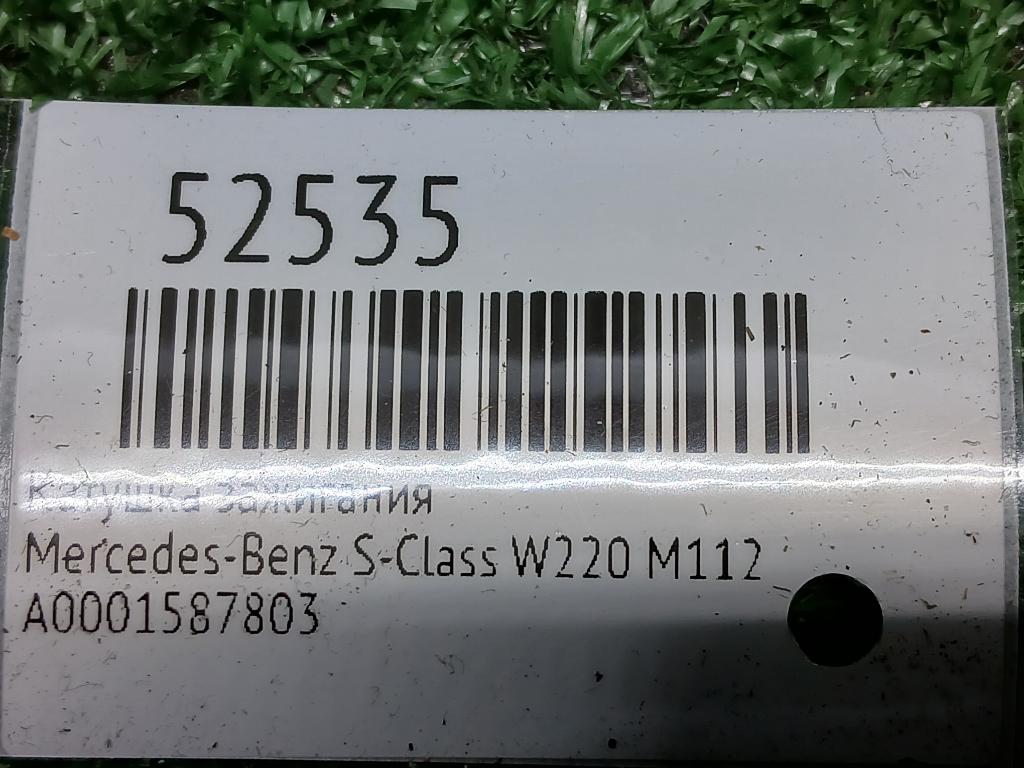 52535
Катушка зажигания
Mercedes-Benz S-Class W220 M112
A0001587803